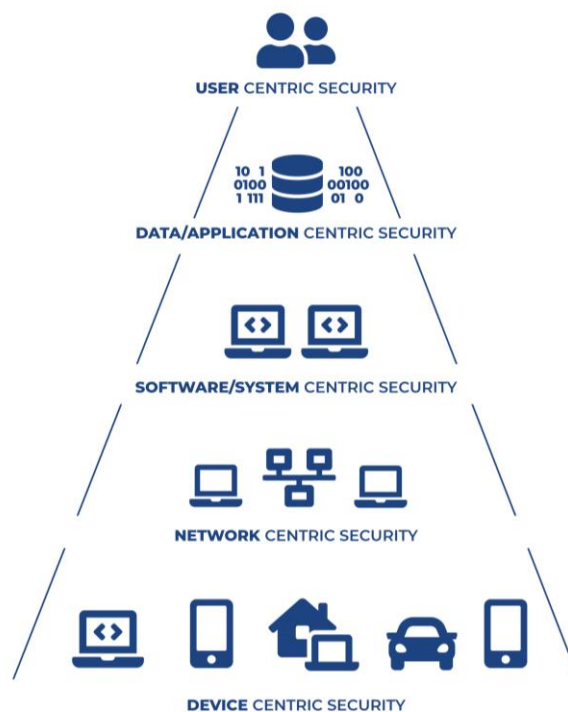 USER CENTRIC SECURITY
10 1
0100
1 111
100
00100
01 0
DATA/APPLICATION CENTRIC SECURITY
SOFTWARE/SYSTEM CENTRIC SECURITY
NETWORK CENTRIC SECURITY
DEVICE CENTRIC SECURITY